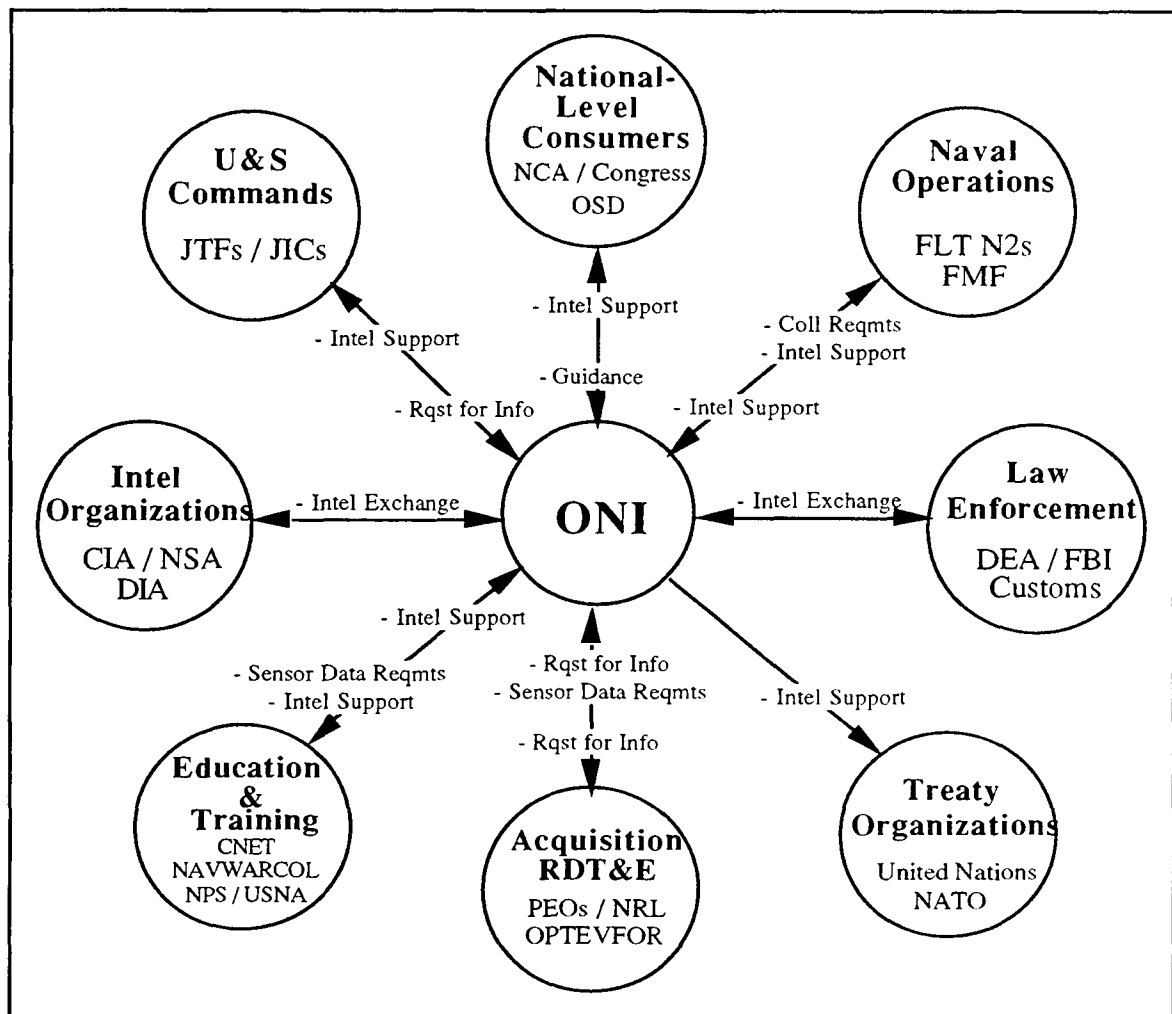 National-
Level
Consumers
NCA / Congress
OSD
U&S
Commands
JTFs / JICs
Naval
Operations
FLT N2s
FMF
- Intel Support
- Guidance
- Intel Support
- Rqst for Info
- Coll Reqmts
- Intel Support
- Intel Support
Intel
Organizations
CIA / NSA
DIA
- Intel Exchange
ONI
- Intel Exchange
Law
Enforcement
DEA / FBI
Customs
- Intel Support
- Sensor Data Reqmts
- Intel Support
- Rqst for Info
- Sensor Data Reqmts
- Rqst for Info
- Intel Support
Education
&
Training
CNET
NAVWARCOL
NPS / USNA
Acquisition
RDT&E
PEOs / NRL
OPTEVFOR
Treaty
Organizations
United Nations
NATO